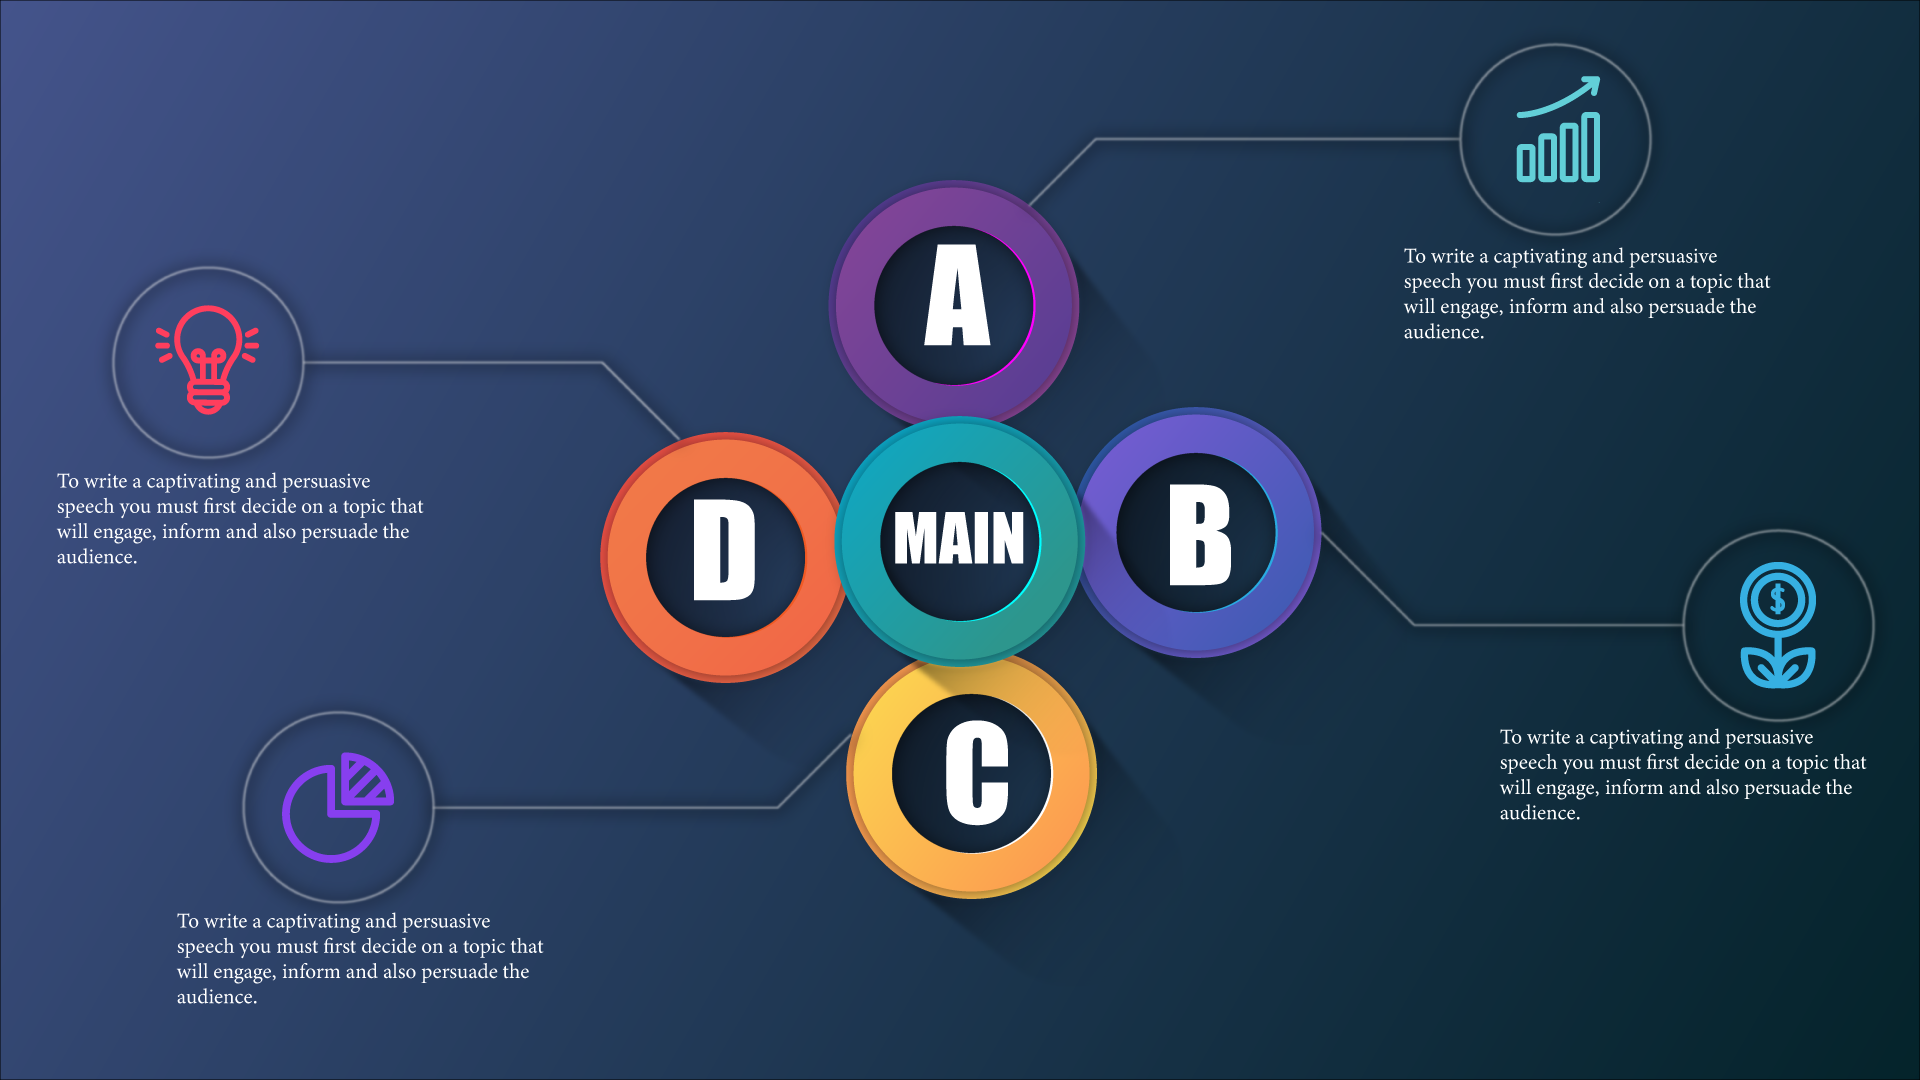 To write a captivating and persuasive
speech you must first decide on a topic that
will engage, inform and also persuade the
audience.
A
To write a captivating and persuasive
speech you must first decide on a topic that
will engage, inform and also persuade the
audience.
D
MAIN
B
$
To write a captivating and persuasive
speech you must first decide on a topic that
will engage, inform and also persuade the
audience.
C
To write a captivating and persuasive
speech you must first decide on a topic that
will engage, inform and also persuade the
audience.